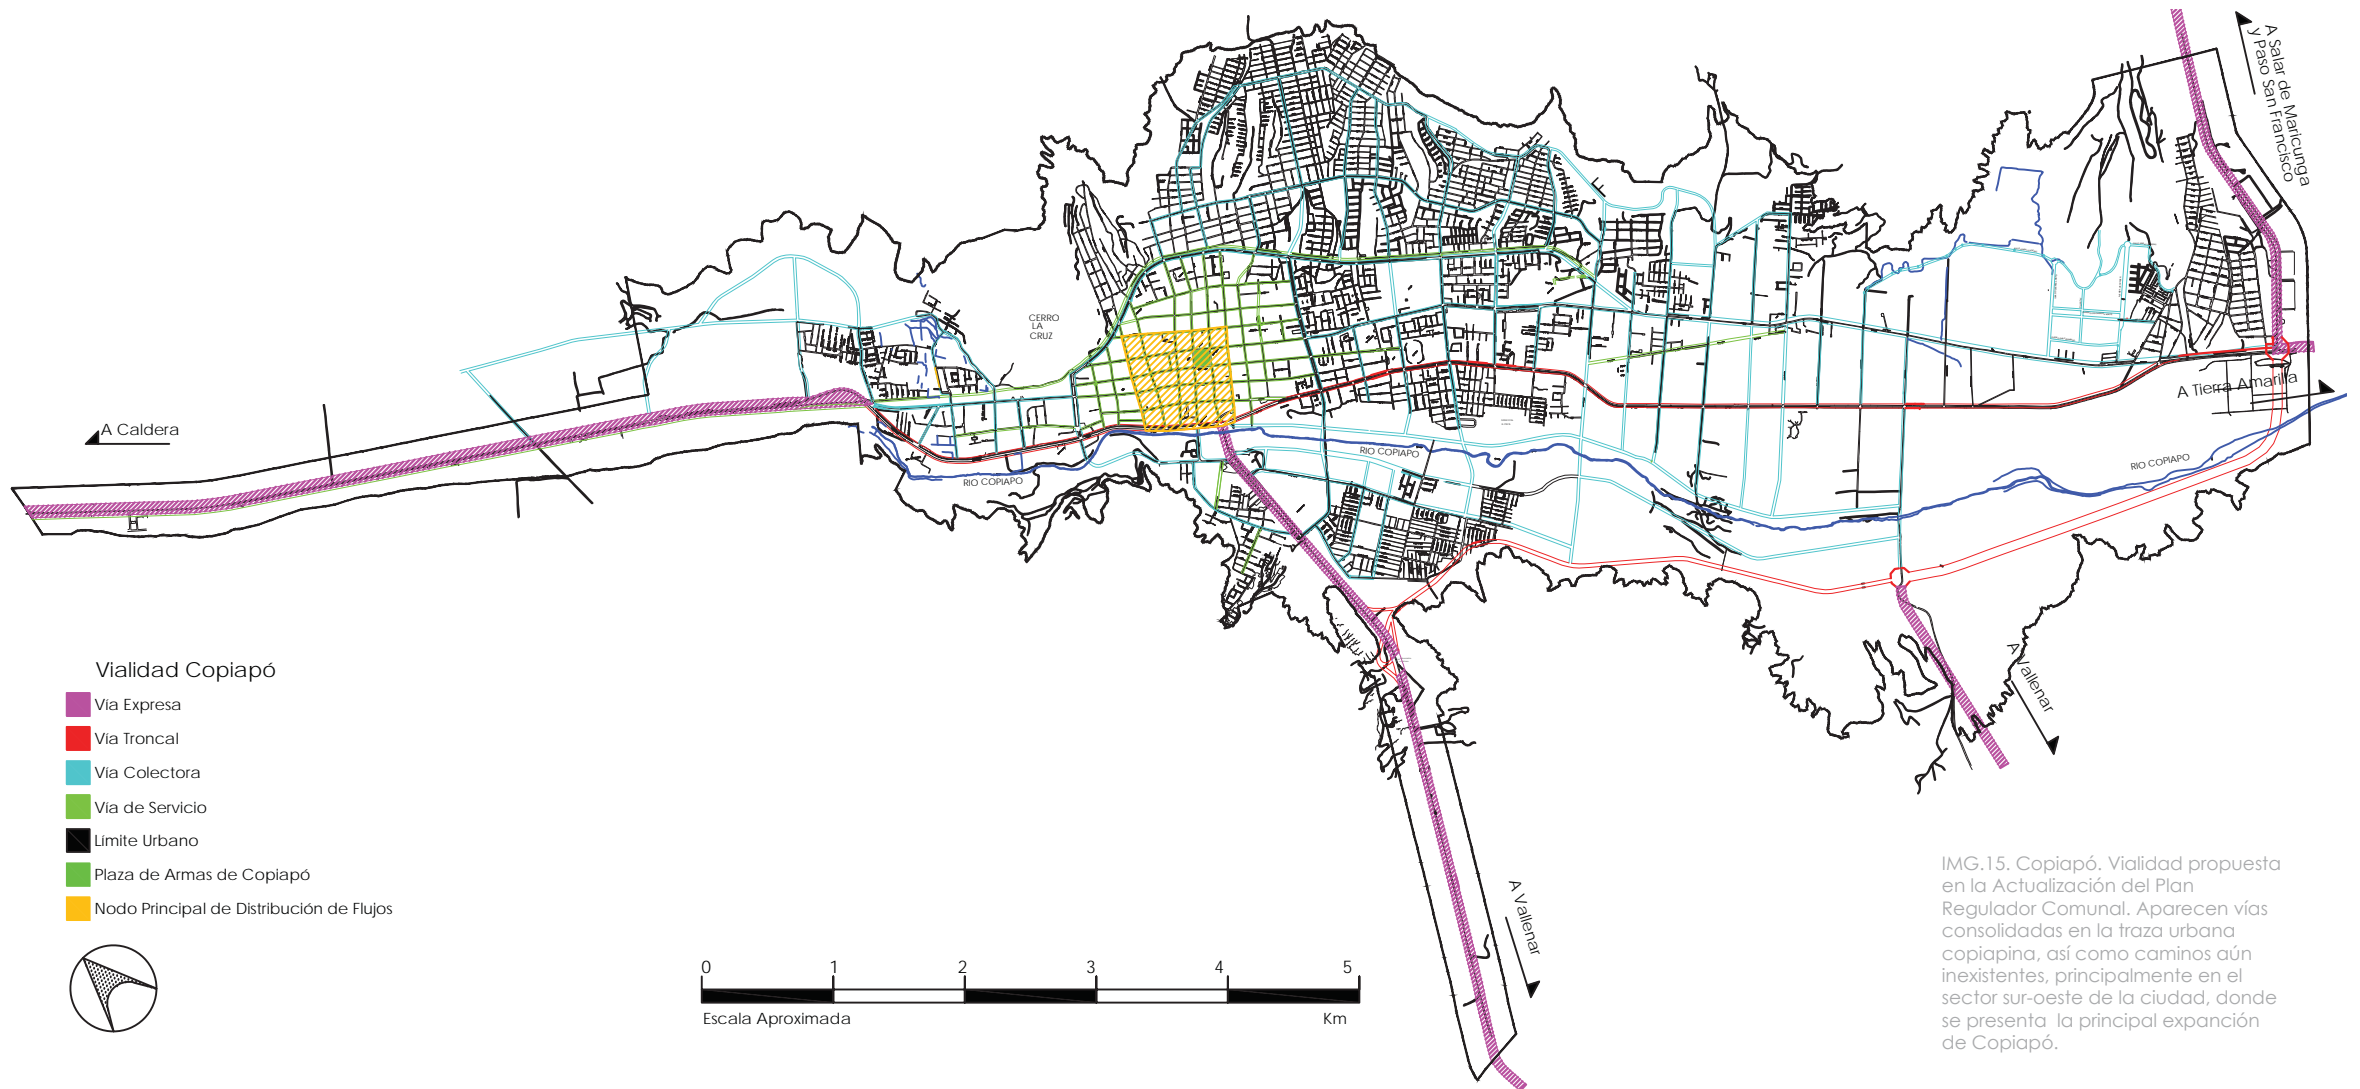 A Salar de Maricunga
y Paso San Francisco
CERRO
LA
CRUZ
A Tierra Amarilla
A Caldera
RIO COPIAPO
RIO COPIAPO
RIO COPIAPO
A Vallenar
A Vallenar
Vialidad Copiapó
Vía Expresa
Vía Troncal
Vía Colectora
Vía de Servicio
Límite Urbano
Plaza de Armas de Copiapó
Nodo Principal de Distribución de Flujos
0 1 2 3 4 5
Escala Aproximada Km
IMG.15. Copiapó. Vialidad propuesta
en la Actualización del Plan
Regulador Comunal. Aparecen vías
consolidadas en la traza urbana
copiapina, así como caminos aún
inexistentes, principalmente en el
sector sur-oeste de la ciudad, donde
se presenta la principal expanción
de Copiapó.